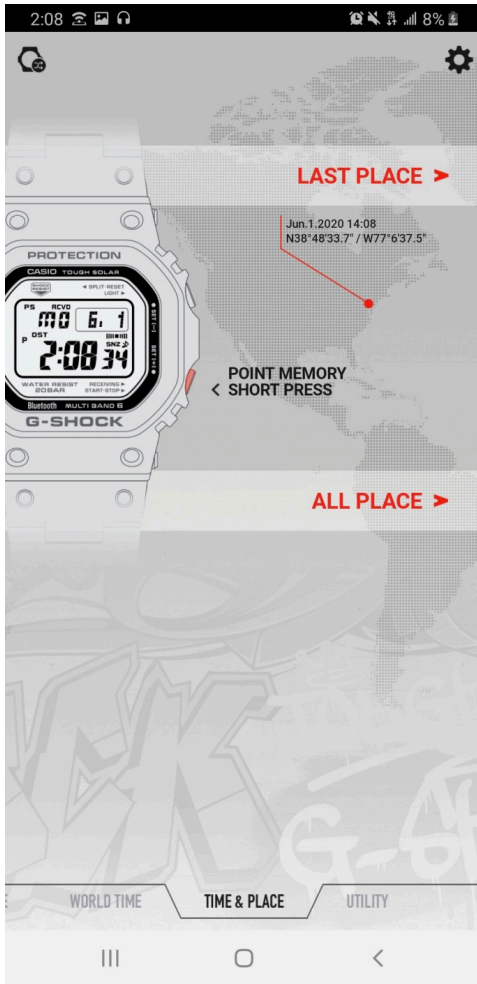 2:08
8%
LAST PLACE >
Jun.1.2020 14:08
N38°48'33.7" / W77°6'37.5"
PROTECTION
CASIO TOUGH SOLAR
◄ SPLIT·RESET
LIGHT ►
PS RCVD
MO 6. 1
P DST
SNZ
2:08 34
SET [-]
SET [+]
WATER RESIST
20BAR
RECEIVING ►
START·STOP ►
Bluetooth MULTI BAND 6
G-SHOCK
POINT MEMORY
< SHORT PRESS
ALL PLACE >
G-SH
E
WORLD TIME
TIME & PLACE
UTILITY